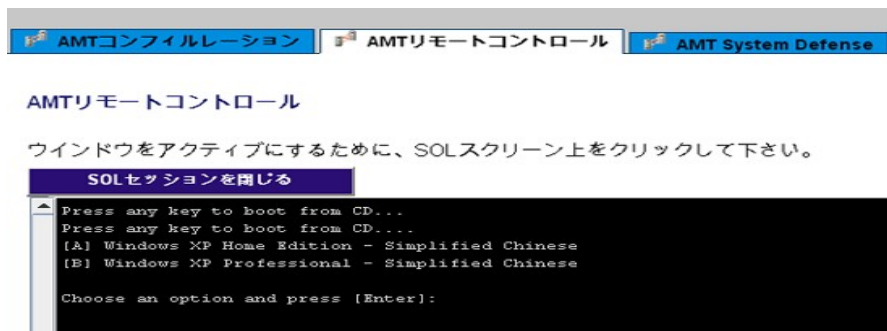 AMTコンフィルレーション AMTリモートコントロール AMT System Defense
AMTリモートコントロール
ウインドウをアクティブにするために、SOLスクリーン上をクリックして下さい。
SOLセッションを閉じる
Press any key to boot from CD...
Press any key to boot from CD....
[A] Windows XP Home Edition - Simplified Chinese
[B] Windows XP Professional - Simplified Chinese
Choose an option and press [Enter]: